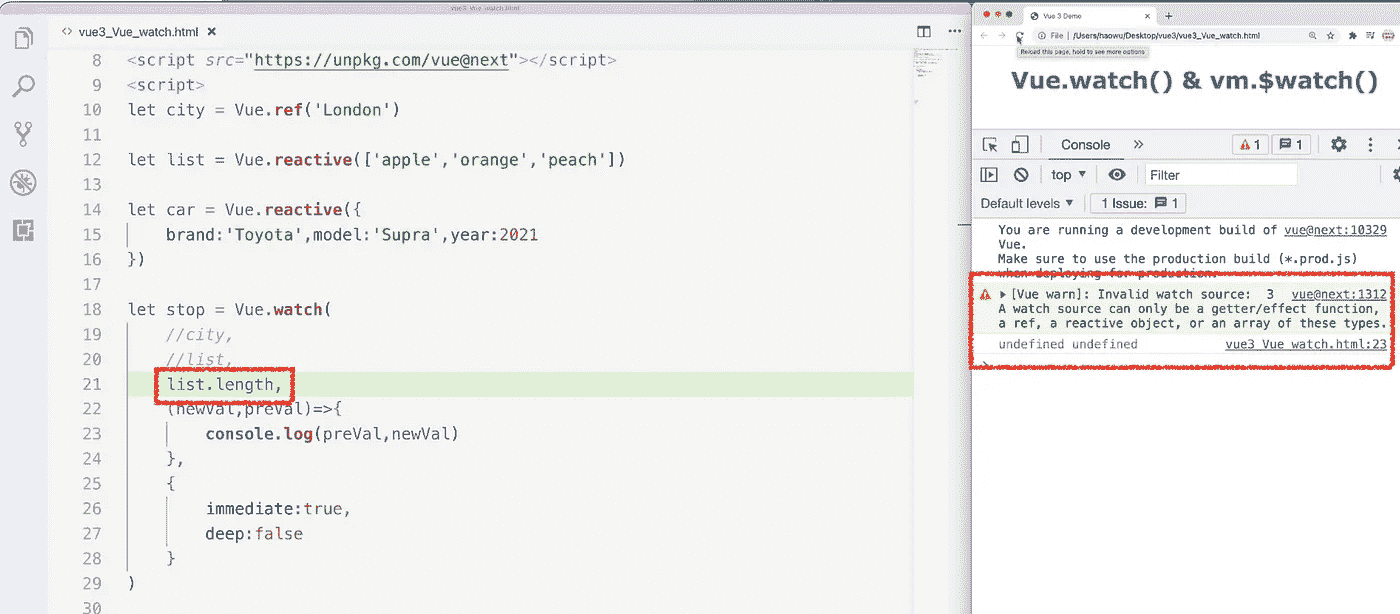 vue3_Vue_watch.html
<> vue3_Vue_watch.html ×
8 <script src="https://unpkg.com/vue@next"></script>
9 <script>
10 let city = Vue.ref('London')
11
12 let list = Vue.reactive(['apple','orange','peach'])
13
14 let car = Vue.reactive({
15 brand:'Toyota',model:'Supra',year:2021
16 })
17
18 let stop = Vue.watch(
19 //city,
20 //list,
21 list.length,
22 (newVal,preVal)=>{
23 console.log(preVal,newVal)
24 },
25 {
26 immediate:true,
27 deep:false
28 }
29 )
30
Vue 3 Demo × +
File | /Users/haowu/Desktop/vue3/vue3_Vue_watch.html
Reload this page, hold to see more options
Vue.watch() & vm.$watch()
Console » 1 1
top ▼ Filter
Default levels ▼ 1 Issue: 1
You are running a development build of vue@next:10329
Vue.
Make sure to use the production build (*.prod.js)
when deploying for production.
▶ [Vue warn]: Invalid watch source: 3 vue@next:1312
A watch source can only be a getter/effect function,
a ref, a reactive object, or an array of these types.
undefined undefined vue3_Vue_watch.html:23